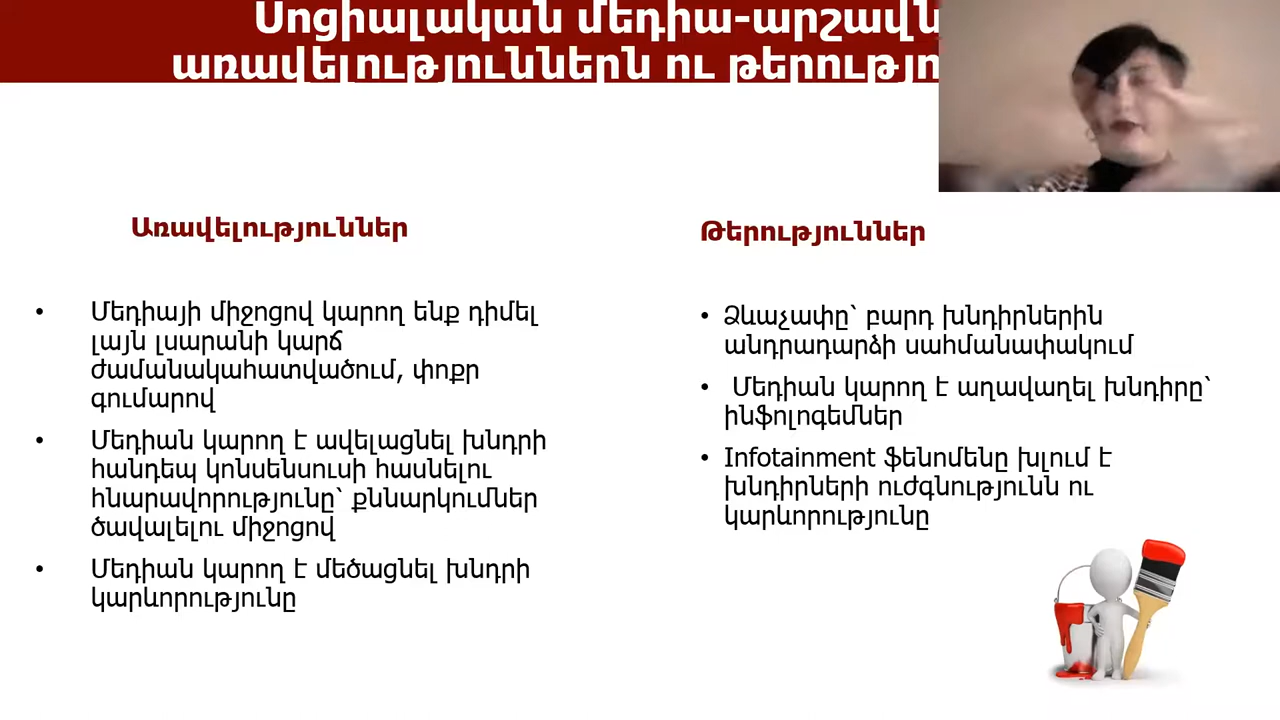 Սոցիալական մեդիա-արշավն
առավելություններն ու թերությո
Առավելություններ
• Մեդիայի միջոցով կարող ենք դիմել
լայն լսարանի կարճ
ժամանակահատվածում, փոքր
գումարով
• Մեդիան կարող է ավելացնել խնդրի
հանդեպ կոնսենսուսի հասնելու
հնարավորությունը՝ քննարկումներ
ծավալելու միջոցով
• Մեդիան կարող է մեծացնել խնդրի
կարևորությունը
Թերություններ
• Ձևաչափը՝ բարդ խնդիրներին
անդրադարձի սահմանափակում
• Մեդիան կարող է աղավաղել խնդիրը՝
ինֆոլոգեմներ
• Infotainment ֆենոմենը խլում է
խնդիրների ուժգնությունն ու
կարևորությունը